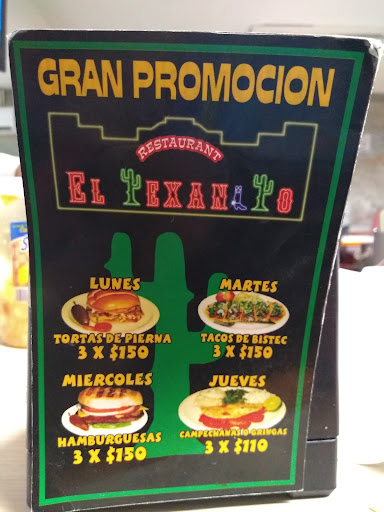 GRAN PROMOCION
RESTAURANT
EL TEXANITO
LUNES
TORTAS DE PIERNA
3 X $150
MARTES
TACOS DE BISTEC
3 X $150
MIERCOLES
HAMBURGUESAS
3 X $150
JUEVES
CAMPECHANAS O GRINGAS
3 X $110